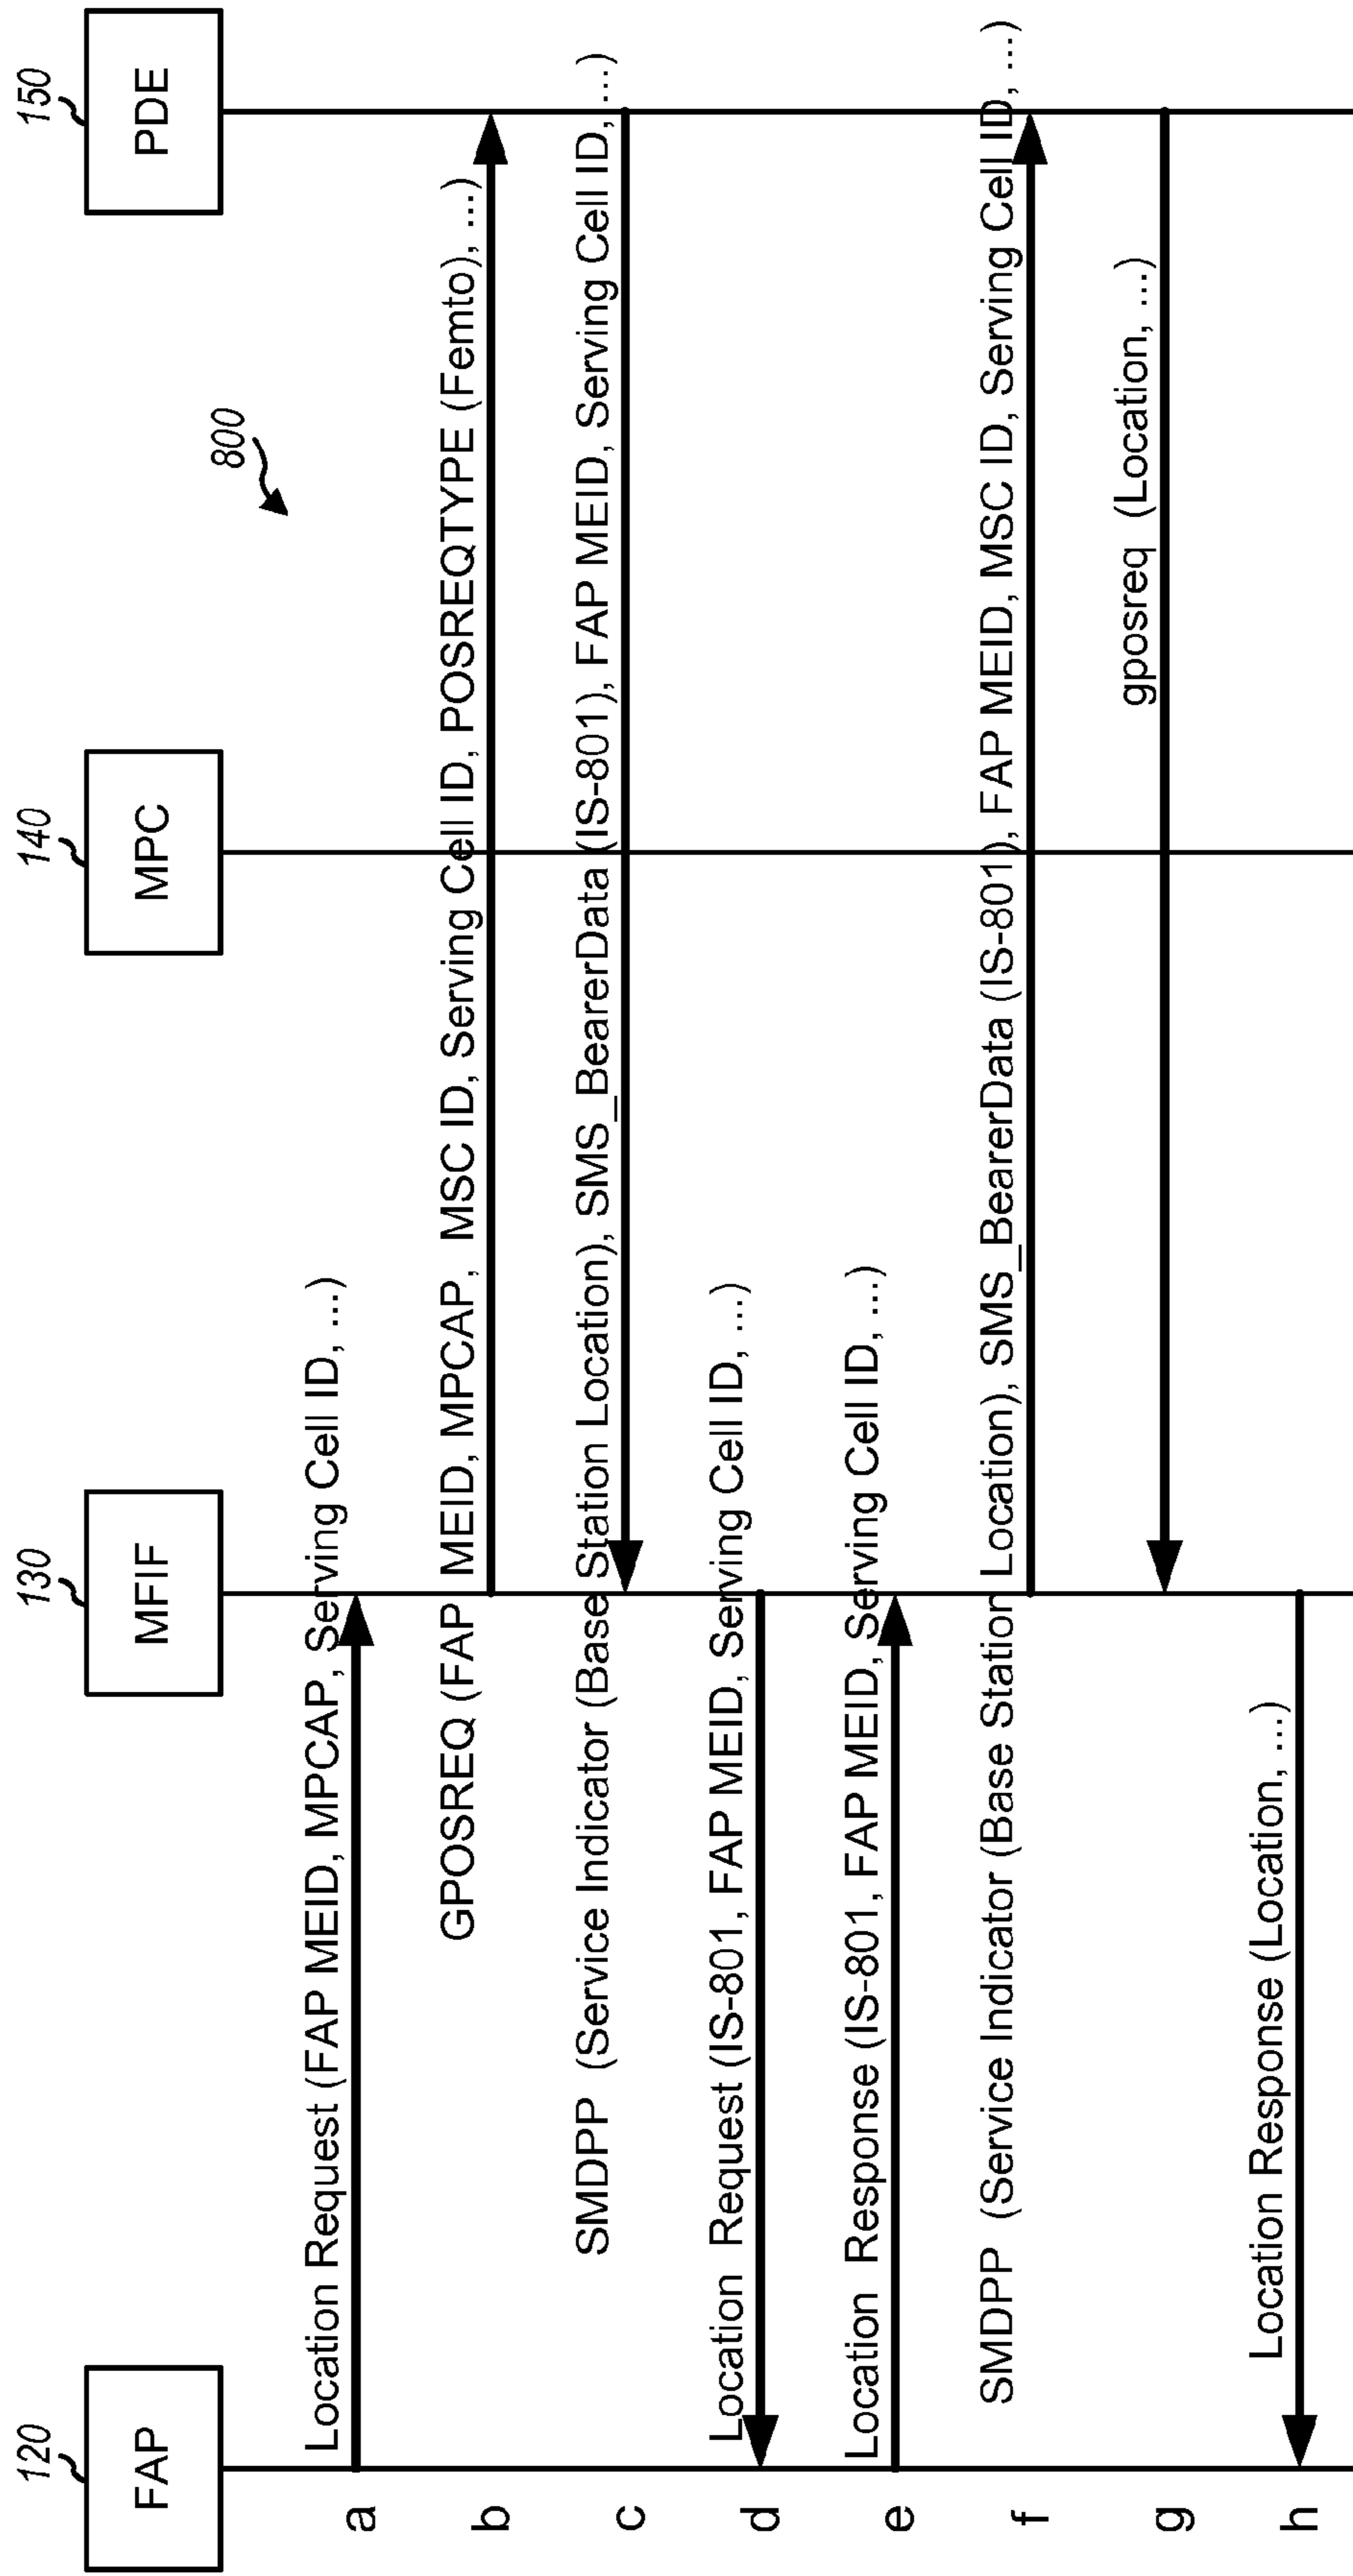 120
130
140
150
FAP
MFIF
MPC
PDE
800
a
Location Request (FAP MEID, MPCAP, Serving Cell ID, ...)
b
GPOSREQ (FAP MEID, MPCAP, MSC ID, Serving Cell ID, POSREQTYPE (Femto), ...)
c
SMDPP (Service Indicator (Base Station Location), SMS_BearerData (IS-801), FAP MEID, Serving Cell ID, ...)
d
Location Request (IS-801, FAP MEID, Serving Cell ID, ...)
e
Location Response (IS-801, FAP MEID, Serving Cell ID, ...)
f
SMDPP (Service Indicator (Base Station Location), SMS_BearerData (IS-801), FAP MEID, MSC ID, Serving Cell ID, ...)
g
gposreq (Location, ...)
h
Location Response (Location, ...)